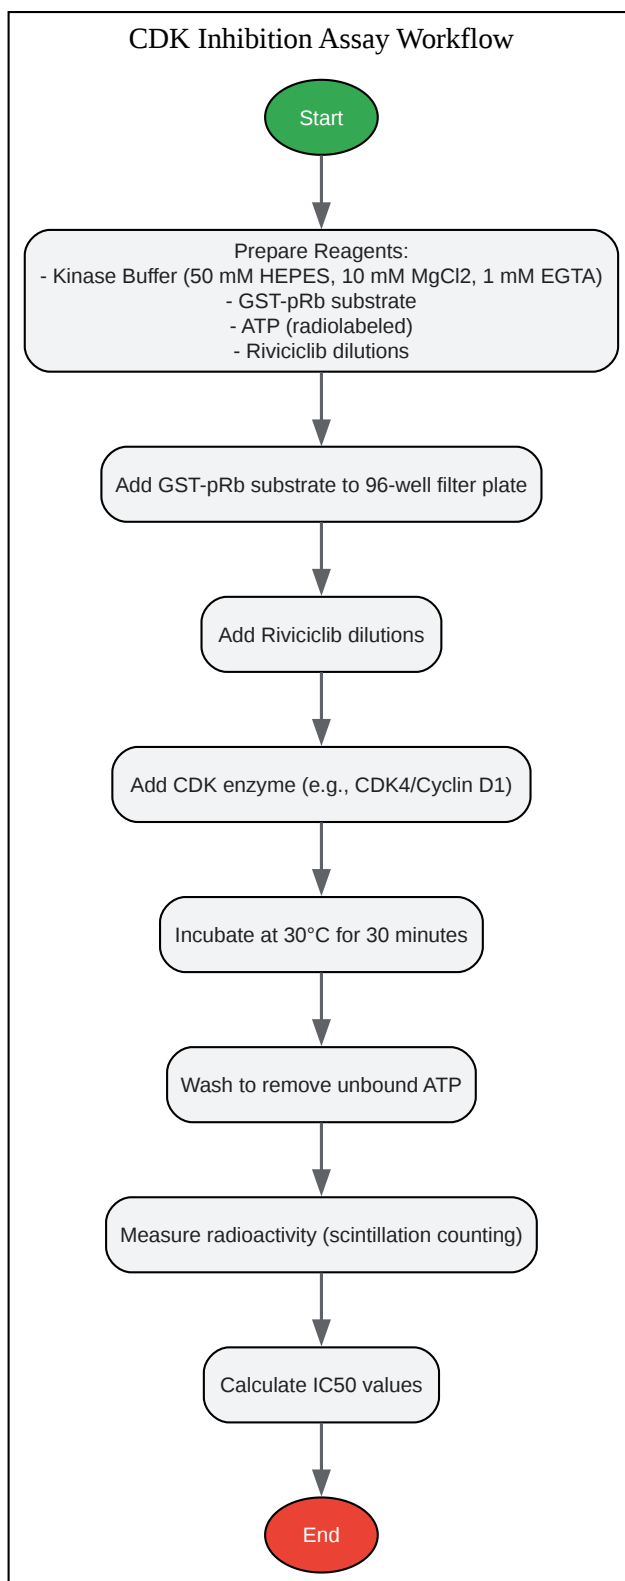 CDK Inhibition Assay Workflow
Start
Prepare Reagents:
- Kinase Buffer (50 mM HEPES, 10 mM MgCl2, 1 mM EGTA)
- GST-pRb substrate
- ATP (radiolabeled)
- Riviciclib dilutions
Add GST-pRb substrate to 96-well filter plate
Add Riviciclib dilutions
Add CDK enzyme (e.g., CDK4/Cyclin D1)
Incubate at 30°C for 30 minutes
Wash to remove unbound ATP
Measure radioactivity (scintillation counting)
Calculate IC50 values
End